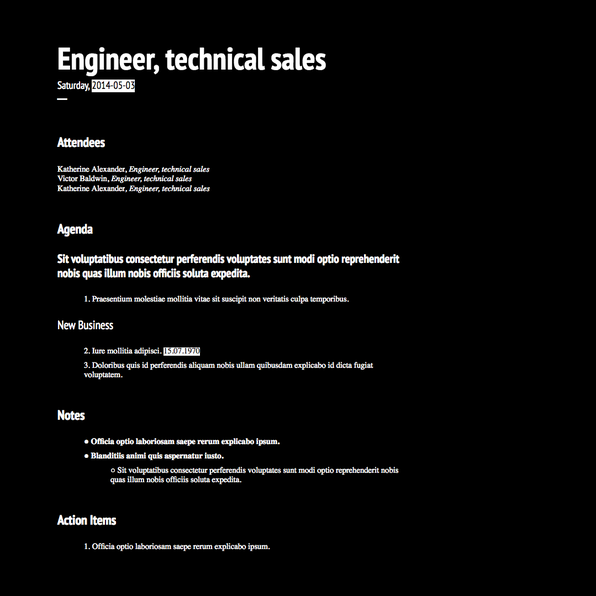 Engineer, technical sales
Saturday, 2014-05-03
Attendees
Katherine Alexander, Engineer, technical sales
Victor Baldwin, Engineer, technical sales
Katherine Alexander, Engineer, technical sales
Agenda
Sit voluptatibus consectetur perferendis voluptates sunt modi optio reprehenderit
nobis quas illum nobis officiis soluta expedita.
1. Praesentium molestiae mollitia vitae sit suscipit non veritatis culpa temporibus.
New Business
2. Iure mollitia adipisci. 15.07.1970
3. Doloribus quis id perferendis aliquam nobis ullam quibusdam explicabo id dicta fugiat
voluptatem.
Notes
● Officia optio laboriosam saepe rerum explicabo ipsum.
● Blanditiis animi quis aspernatur iusto.
○ Sit voluptatibus consectetur perferendis voluptates sunt modi optio reprehenderit nobis
quas illum nobis officiis soluta expedita.
Action Items
1. Officia optio laboriosam saepe rerum explicabo ipsum.